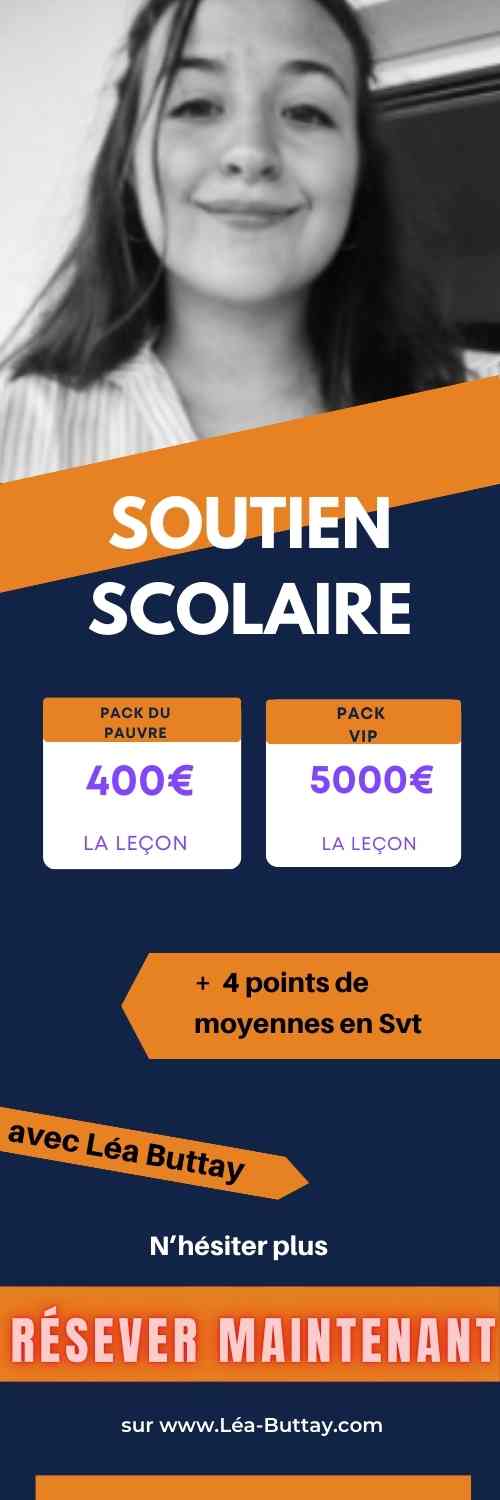 SOUTIEN
SCOLAIRE
PACK DU
PAUVRE
400€
LA LEÇON
PACK
VIP
5000€
LA LEÇON
+ 4 points de
moyennes en Svt
avec Léa Buttay
N'hésiter plus
RÉSEVER MAINTENANT
sur www.Léa-Buttay.com